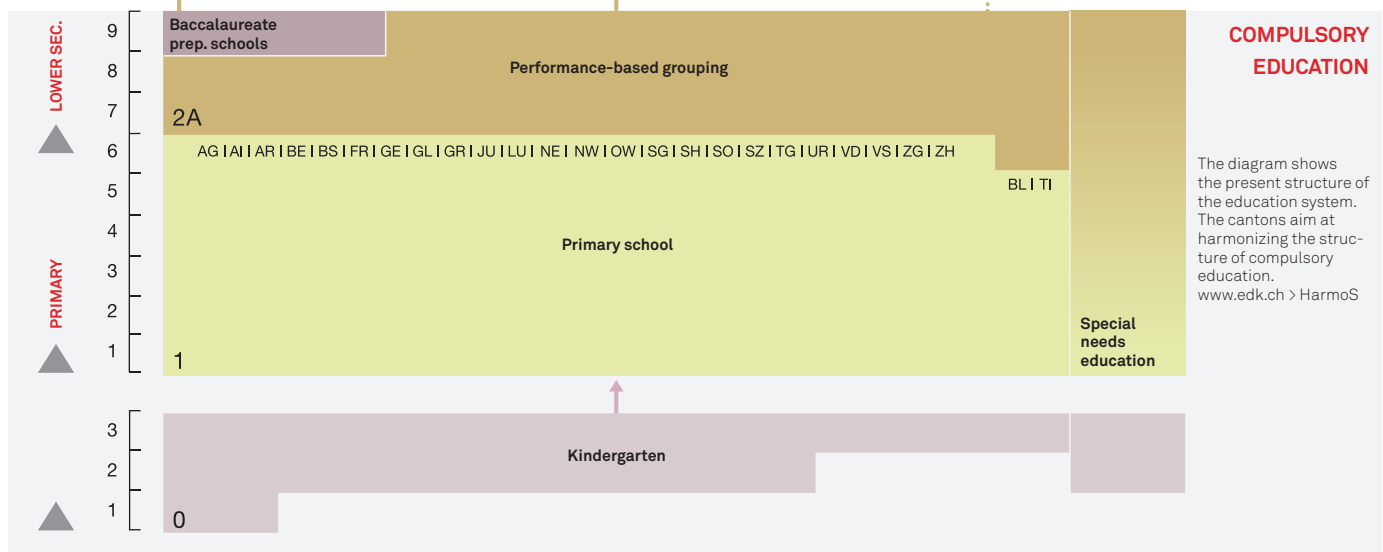 LOWER SEC.
PRIMARY
9
8
7
6
5
4
3
2
1
3
2
1
Baccalaureate
prep. schools
Performance-based grouping
2A
AG I AI I AR I BE I BS I FR I GE I GL I GR I JU I LU I NE I NW I OW I SG I SH I SO I SZ I TG I UR I VD I VS I ZG I ZH
BL I TI
Primary school
1
Special
needs
education
Kindergarten
0
COMPULSORY
EDUCATION
The diagram shows
the present structure of
the education system.
The cantons aim at
harmonizing the struc-
ture of compulsory
education.
www.edk.ch > HarmoS